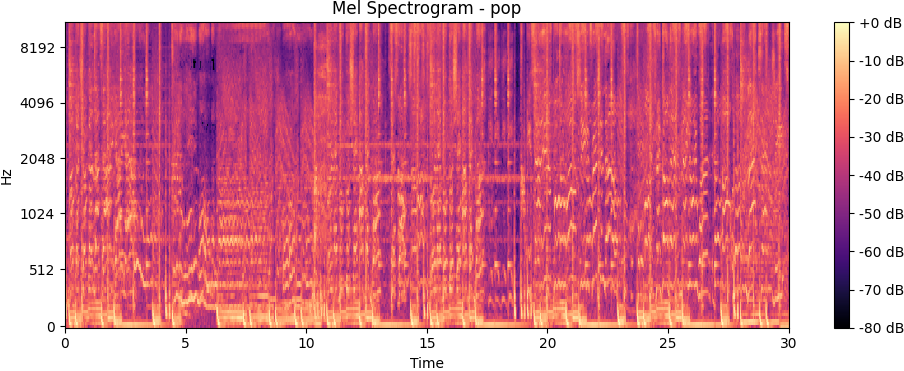 Mel Spectrogram - pop
8192
4096
2048
1024
512
0
Hz
0 5 10 15 20 25 30
Time
+0 dB
-10 dB
-20 dB
-30 dB
-40 dB
-50 dB
-60 dB
-70 dB
-80 dB